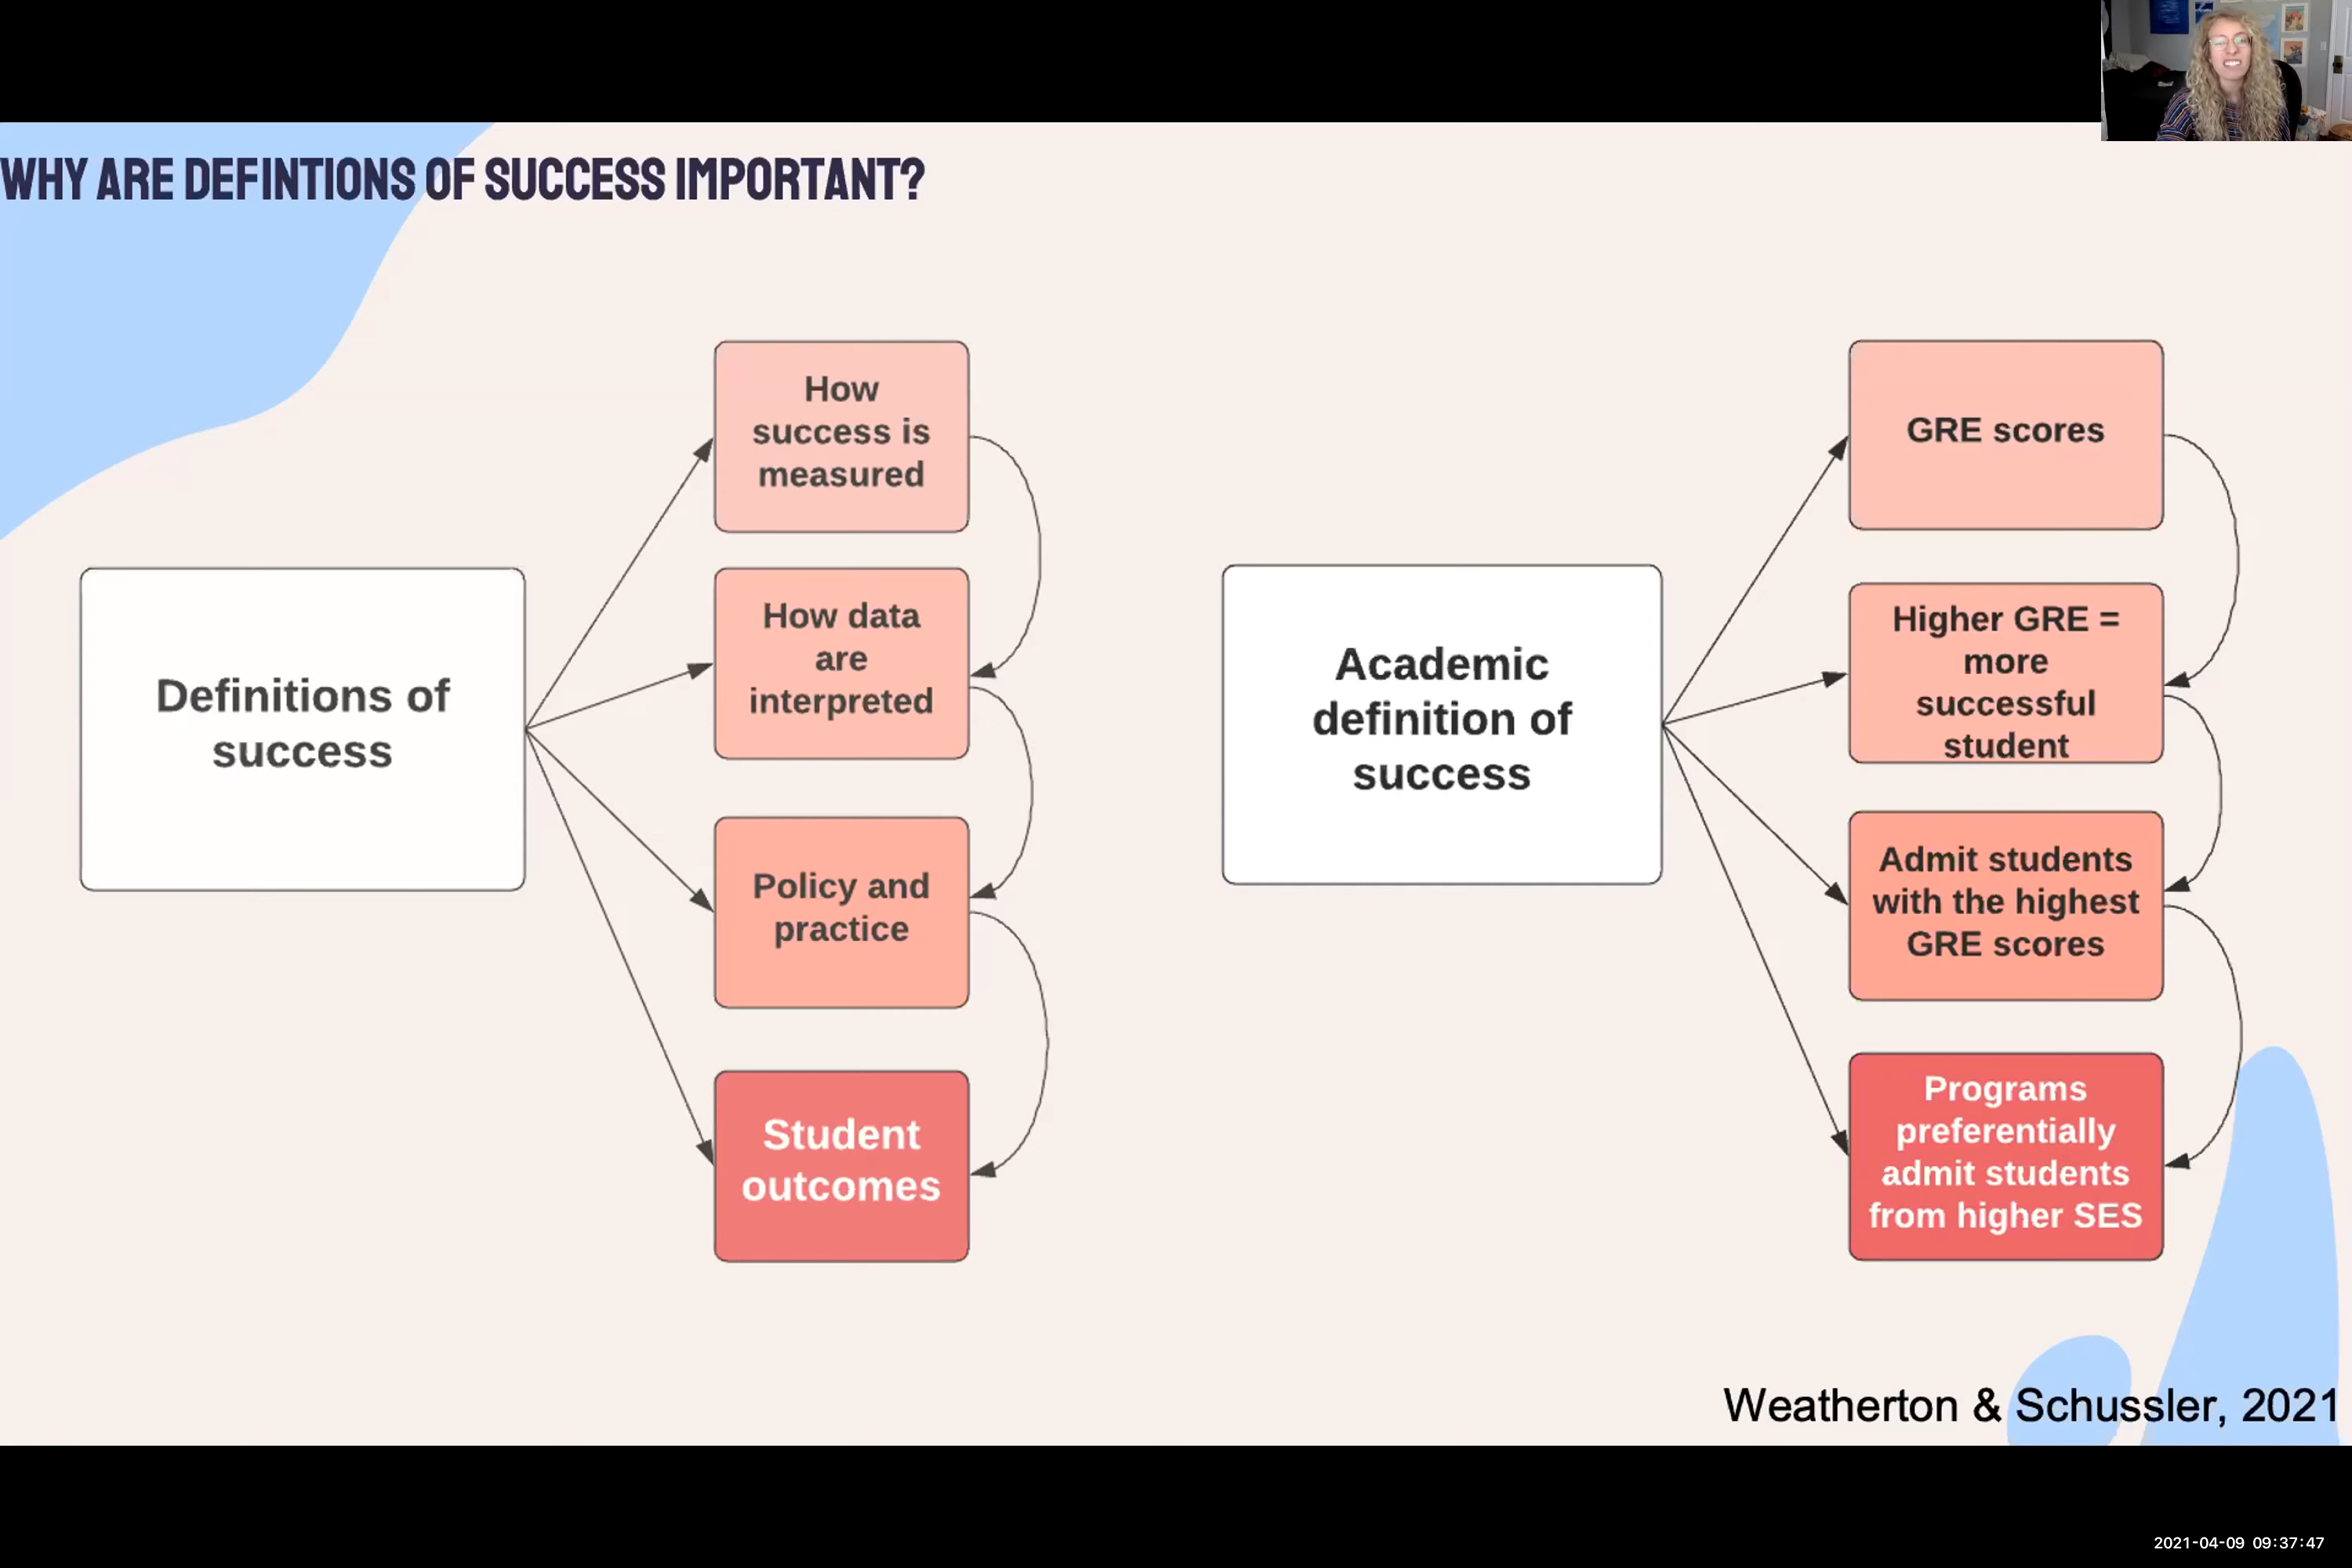 WHY ARE DEFINTIONS OF SUCCESS IMPORTANT?
Definitions of
success
How
success is
measured
How data
are
interpreted
Policy and
practice
Student
outcomes
Academic
definition of
success
GRE scores
Higher GRE =
more
successful
student
Admit students
with the highest
GRE scores
Programs
preferentially
admit students
from higher SES
Weatherton & Schussler, 2021
2021-04-09 09:37:47